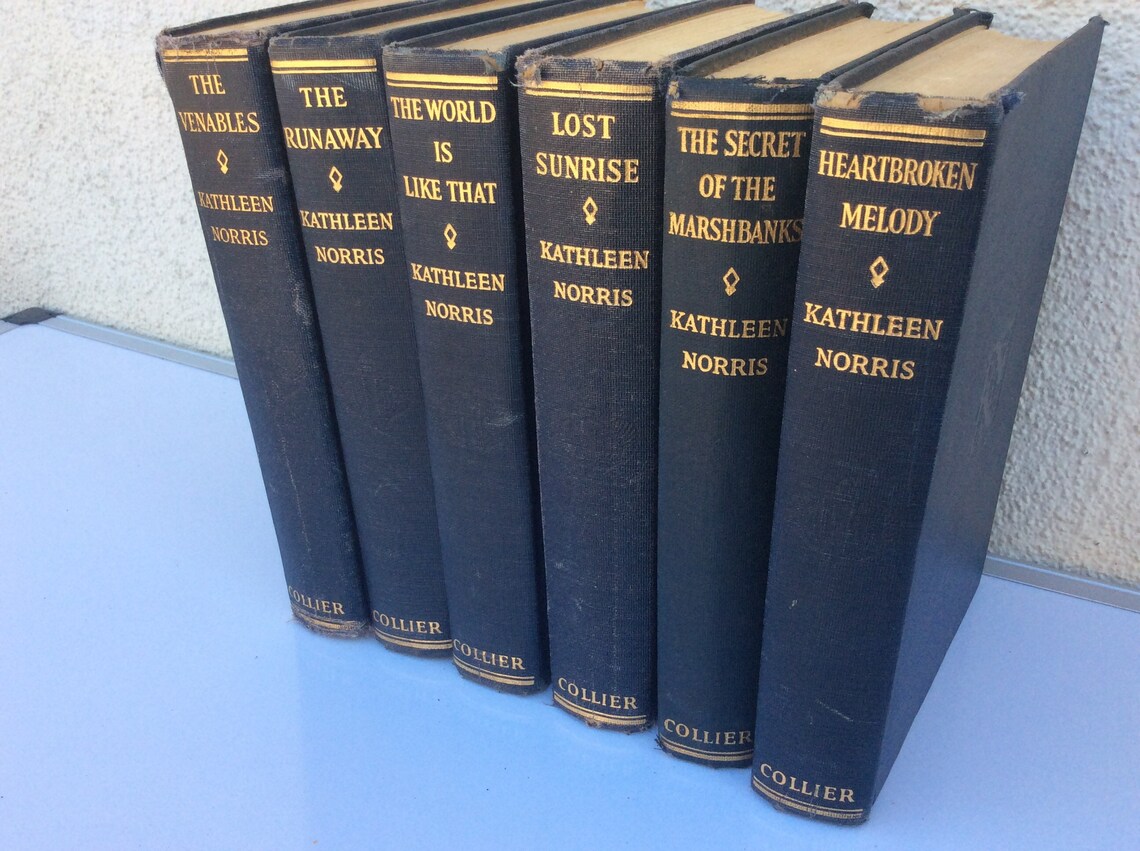 THE
VENABLES
KATHLEEN
NORRIS
COLLIER
THE
RUNAWAY
KATHLEEN
NORRIS
COLLIER
THE WORLD
IS
LIKE THAT
KATHLEEN
NORRIS
COLLIER
LOST
SUNRISE
KATHLEEN
NORRIS
COLLIER
THE SECRET
OF THE
MARSHBANKS
KATHLEEN
NORRIS
COLLIER
HEARTBROKEN
MELODY
KATHLEEN
NORRIS
COLLIER